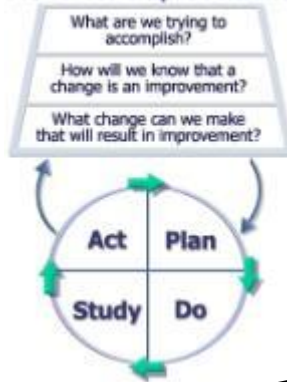 What are we trying to
accomplish?
How will we know that a
change is an improvement?
What change can we make
that will result in improvement?
Act
Plan
Study
Do